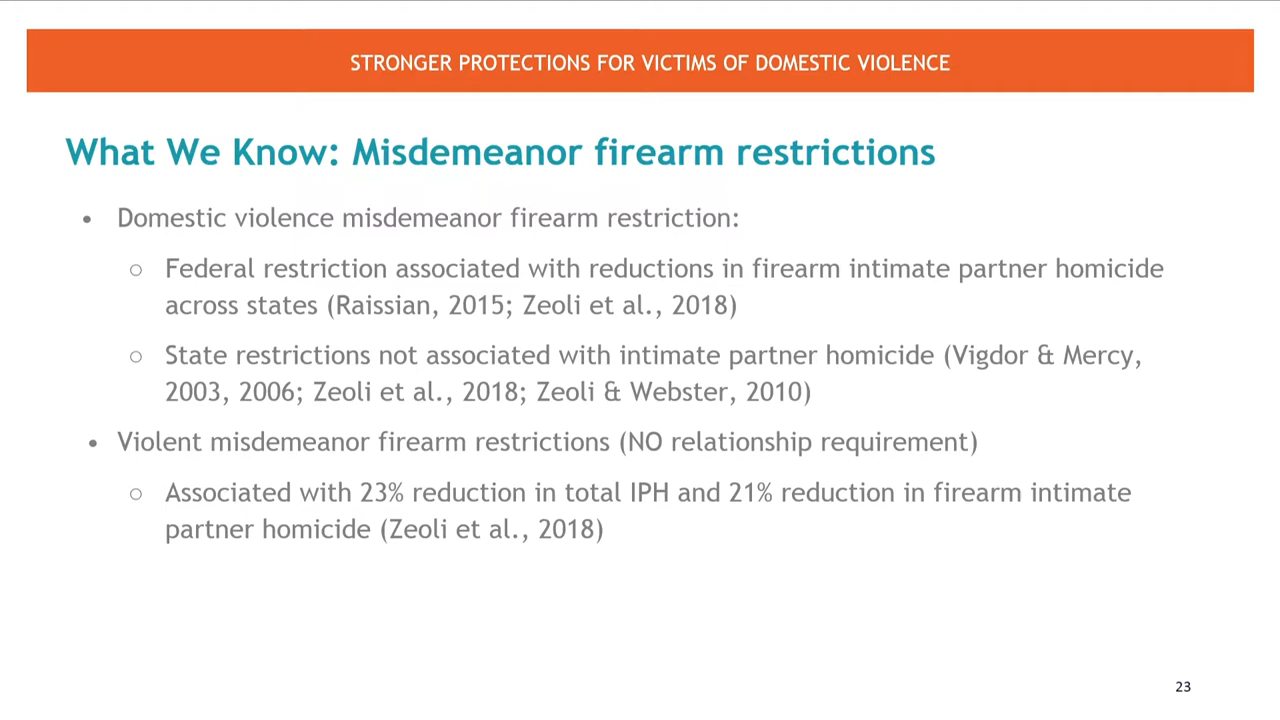 STRONGER PROTECTIONS FOR VICTIMS OF DOMESTIC VIOLENCE
What We Know: Misdemeanor firearm restrictions
• Domestic violence misdemeanor firearm restriction:
○ Federal restriction associated with reductions in firearm intimate partner homicide
across states (Raissian, 2015; Zeoli et al., 2018)
○ State restrictions not associated with intimate partner homicide (Vigdor & Mercy,
2003, 2006; Zeoli et al., 2018; Zeoli & Webster, 2010)
• Violent misdemeanor firearm restrictions (NO relationship requirement)
○ Associated with 23% reduction in total IPH and 21% reduction in firearm intimate
partner homicide (Zeoli et al., 2018)
23